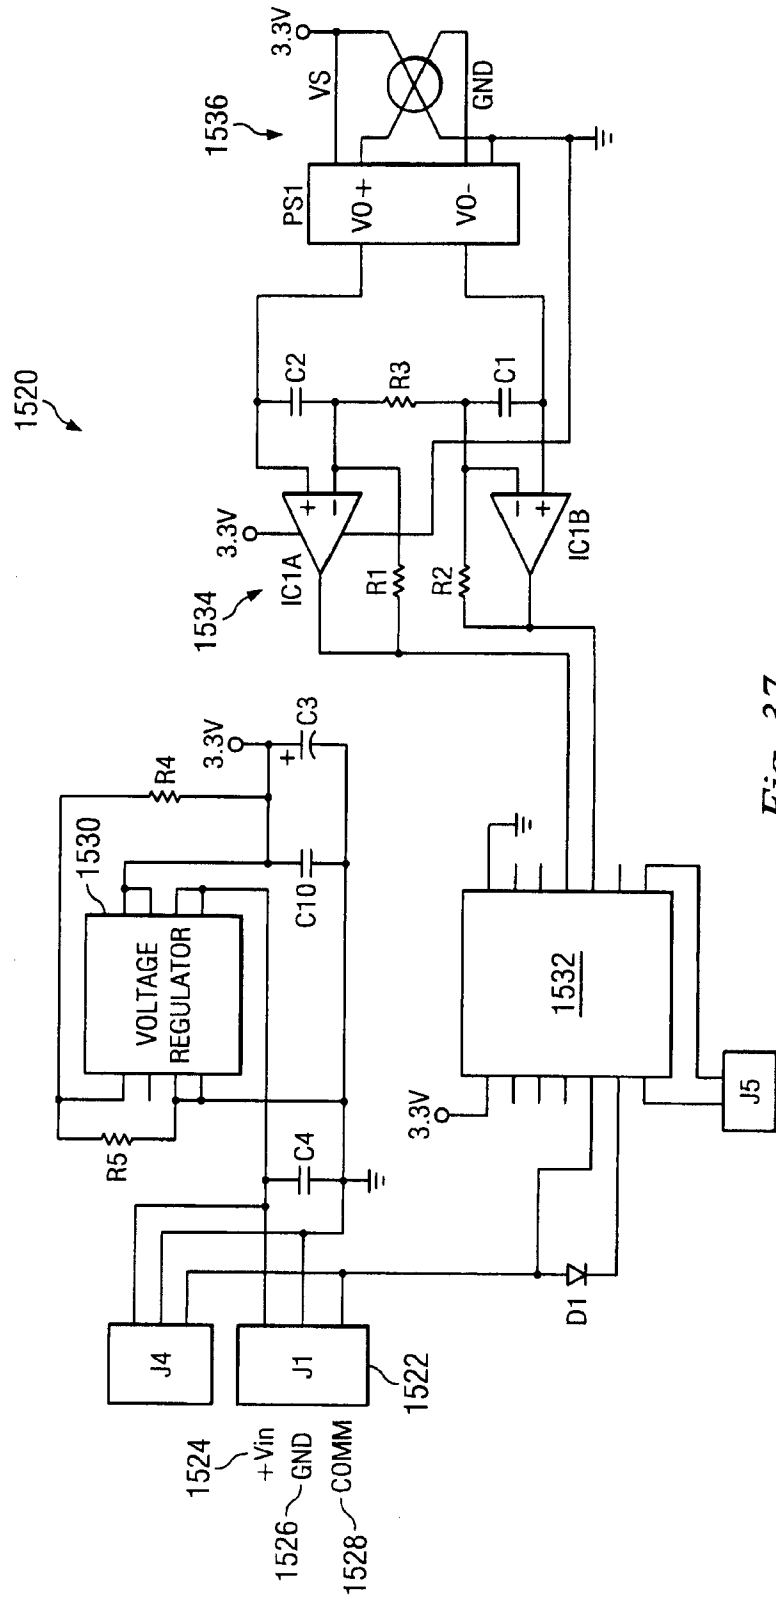 1520
J4
J1
1522
1524
+Vin
1526
GND
1528
COMM
R5
C4
VOLTAGE
REGULATOR
1530
R4
C10
3.3V
+
C3
D1
3.3V
1532
J5
1534
3.3V
IC1A
+
−
R1
R2
IC1B
−
+
C2
R3
C1
1536
PS1
VO+
VO-
VS
3.3V
GND